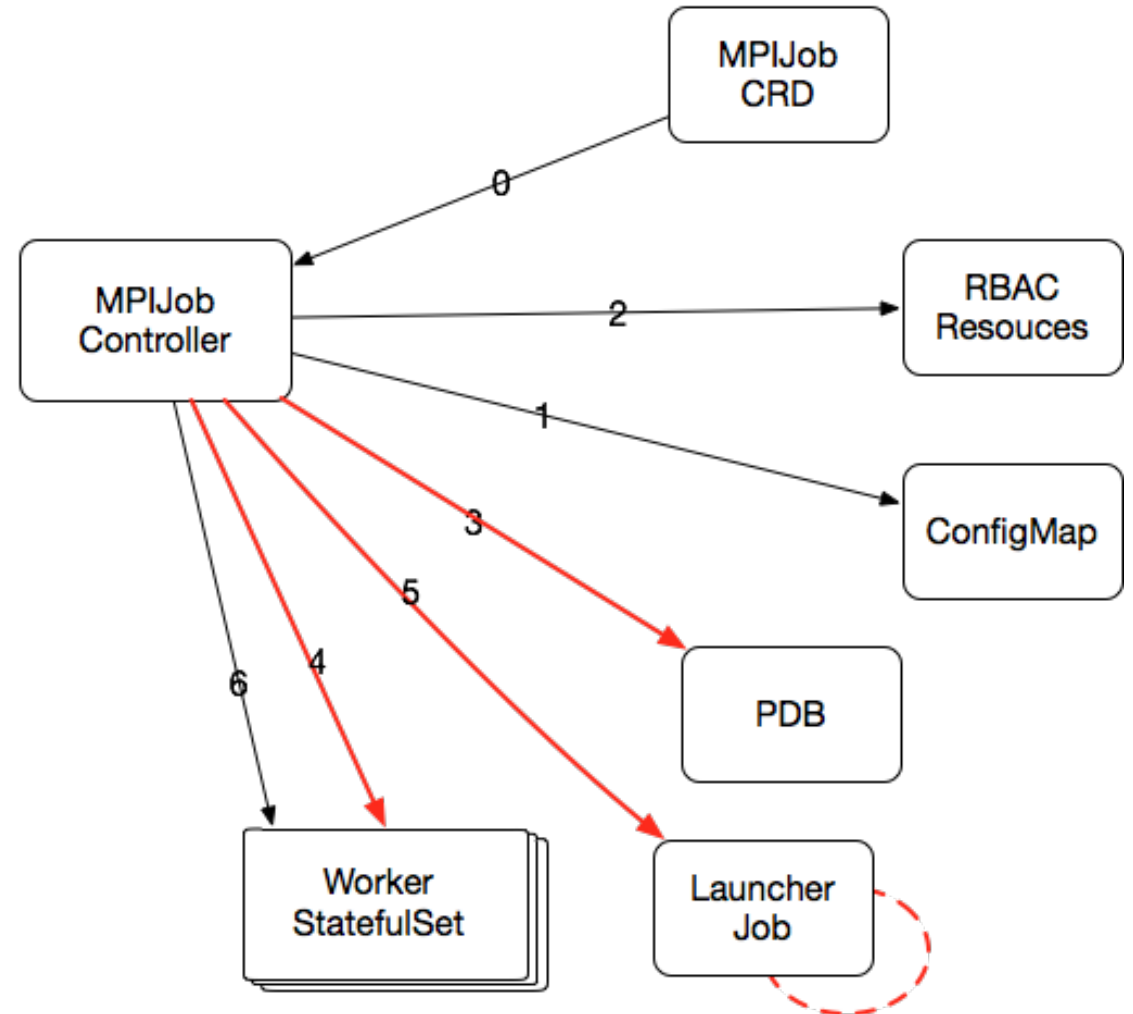 MPIJob
CRD
0
MPIJob
Controller
2
RBAC
Resouces
1
ConfigMap
3
5
4
6
PDB
Worker
StatefulSet
Launcher
Job